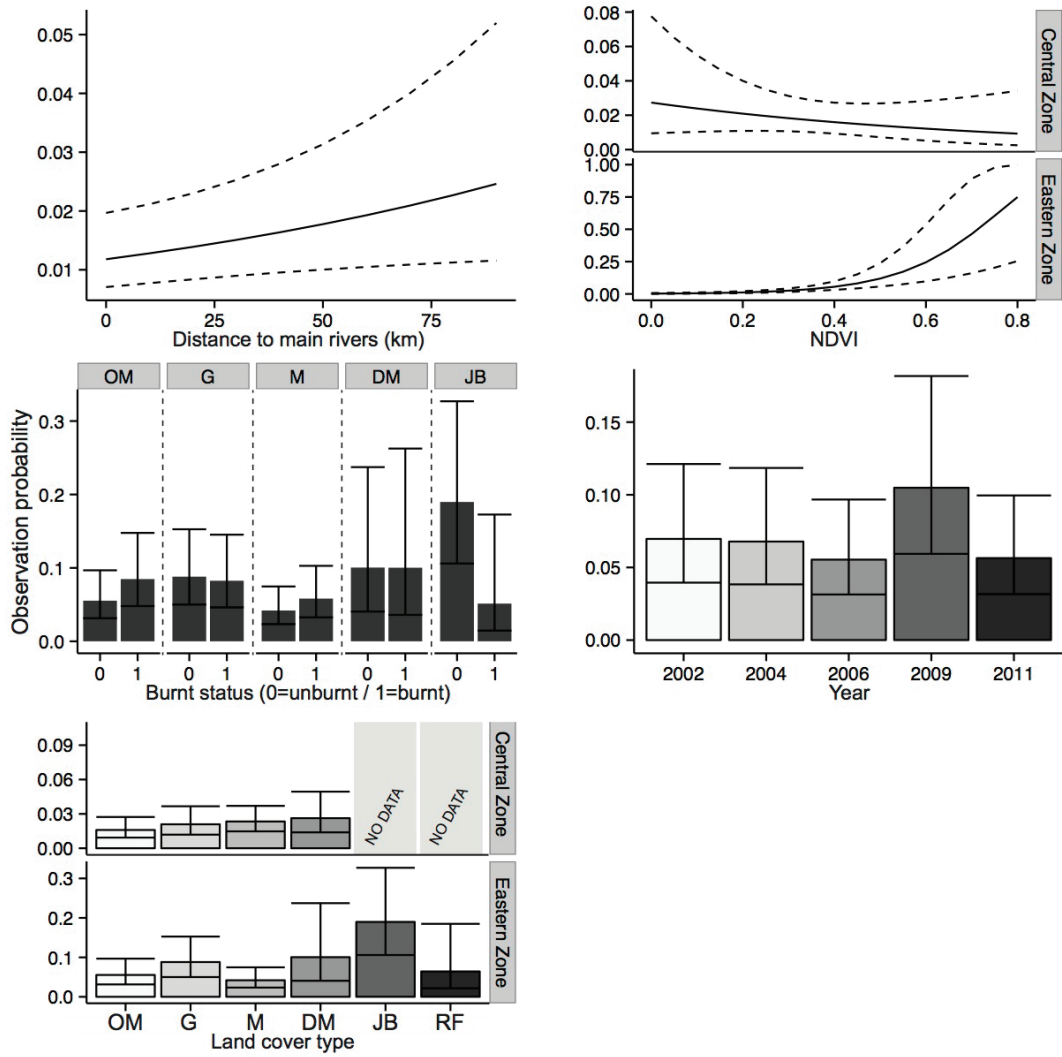 0.05
0.04
0.03
0.02
0.01
0 25 50 75
Distance to main rivers (km)
0.08
0.06
0.04
0.02
0.00
Central Zone
1.00
0.75
0.50
0.25
0.00
Eastern Zone
0.0 0.2 0.4 0.6 0.8
NDVI
Observation probability
OM G M DM JB
0.3
0.2
0.1
0.0
0 1 0 1 0 1 0 1 0 1
Burnt status (0=unburnt / 1=burnt)
0.15
0.10
0.05
0.00
2002 2004 2006 2009 2011
Year
0.09
0.06
0.03
0.00
NO DATA
NO DATA
Central Zone
0.3
0.2
0.1
0.0
Eastern Zone
OM G M DM JB RF
Land cover type